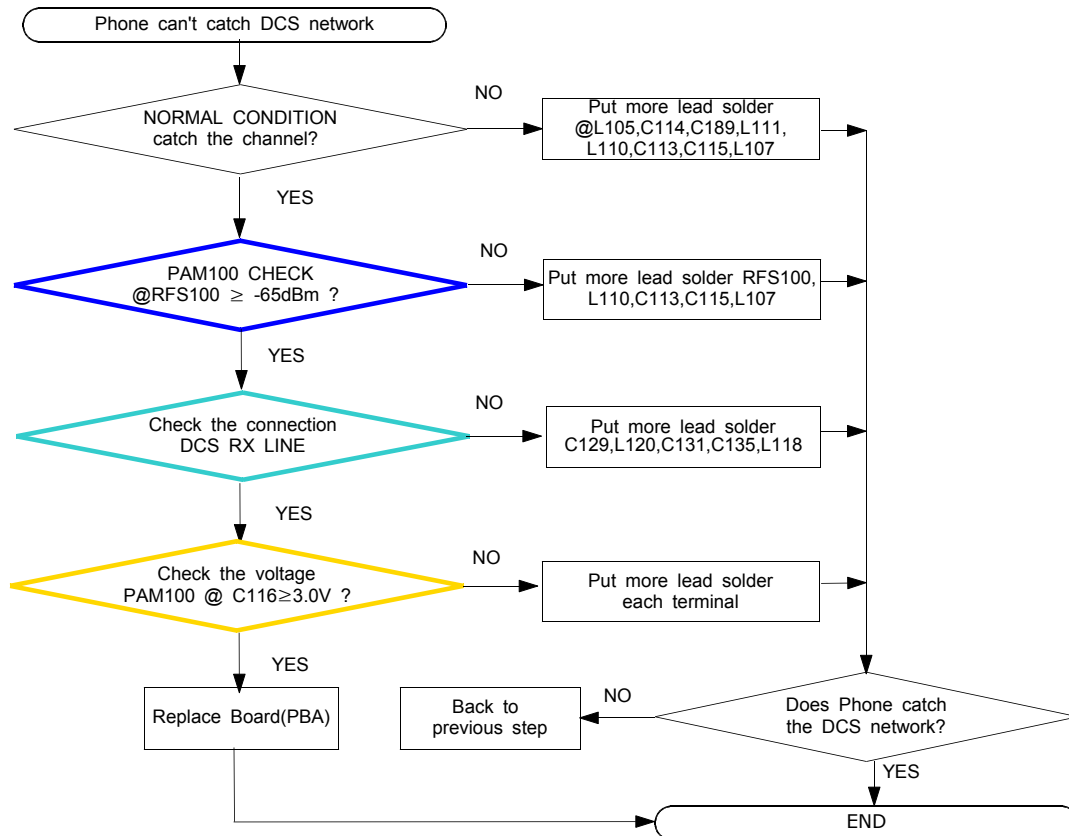 Phone can't catch DCS network
NORMAL CONDITION
catch the channel?
NO
Put more lead solder
@L105,C114,C189,L111,
L110,C113,C115,L107
YES
PAM100 CHECK
@RFS100 ≥ -65dBm ?
NO
Put more lead solder RFS100,
L110,C113,C115,L107
YES
Check the connection
DCS RX LINE
NO
Put more lead solder
C129,L120,C131,C135,L118
YES
Check the voltage
PAM100 @ C116≥3.0V ?
NO
Put more lead solder
each terminal
YES
Replace Board(PBA)
Back to
previous step
NO
Does Phone catch
the DCS network?
YES
END